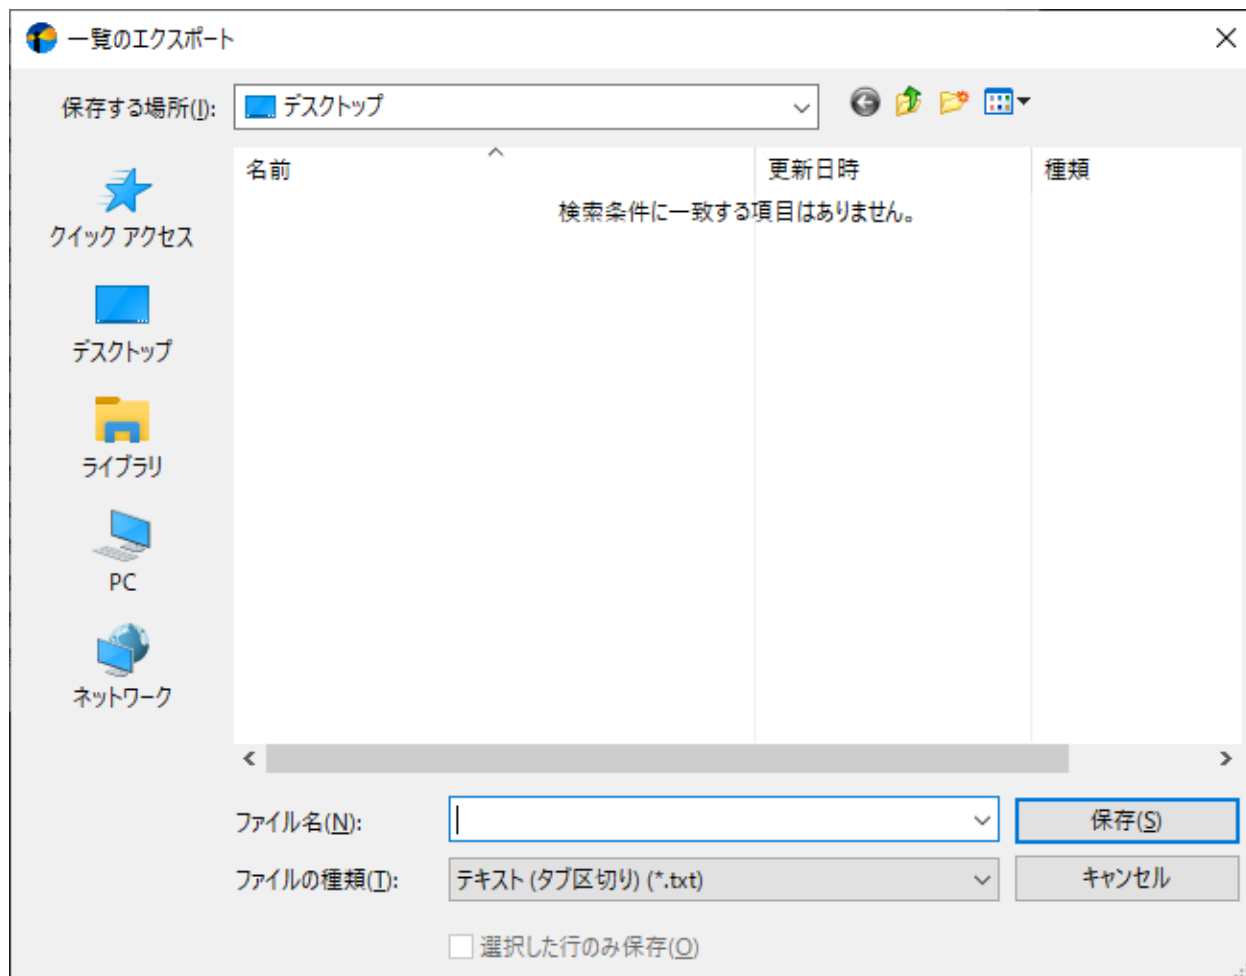 一覧のエクスポート
保存する場所(I):
デスクトップ
名前
更新日時
種類
検索条件に一致する項目はありません。
クイック アクセス
デスクトップ
ライブラリ
PC
ネットワーク
ファイル名(N):
保存(S)
ファイルの種類(T):
テキスト (タブ区切り) (*.txt)
キャンセル
選択した行のみ保存(O)